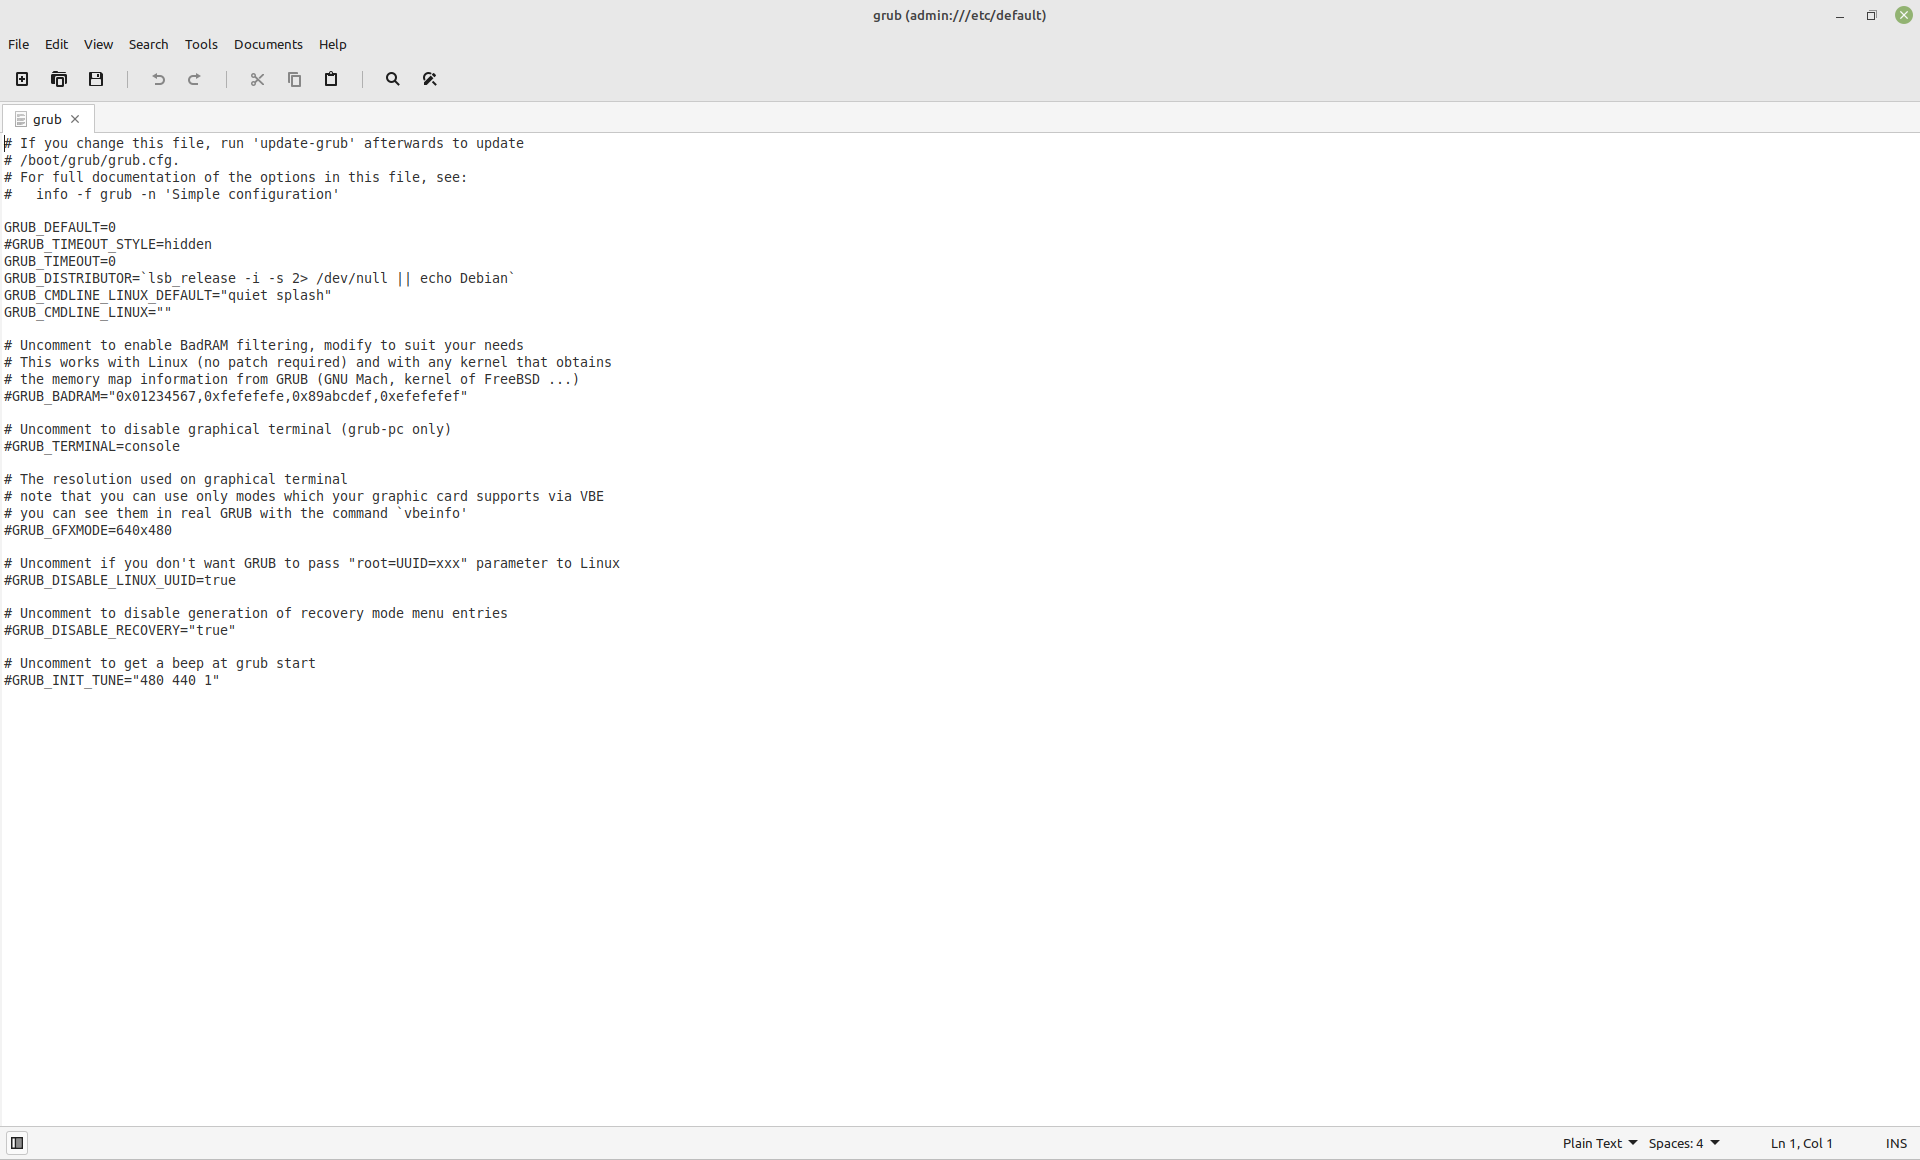 grub (admin:///etc/default)
File Edit View Search Tools Documents Help
grub
# If you change this file, run 'update-grub' afterwards to update
# /boot/grub/grub.cfg.
# For full documentation of the options in this file, see:
#   info -f grub -n 'Simple configuration'

GRUB_DEFAULT=0
#GRUB_TIMEOUT_STYLE=hidden
GRUB_TIMEOUT=0
GRUB_DISTRIBUTOR=`lsb_release -i -s 2> /dev/null || echo Debian`
GRUB_CMDLINE_LINUX_DEFAULT="quiet splash"
GRUB_CMDLINE_LINUX=""

# Uncomment to enable BadRAM filtering, modify to suit your needs
# This works with Linux (no patch required) and with any kernel that obtains
# the memory map information from GRUB (GNU Mach, kernel of FreeBSD ...)
#GRUB_BADRAM="0x01234567,0xfefefefe,0x89abcdef,0xefefefef"

# Uncomment to disable graphical terminal (grub-pc only)
#GRUB_TERMINAL=console

# The resolution used on graphical terminal
# note that you can use only modes which your graphic card supports via VBE
# you can see them in real GRUB with the command `vbeinfo'
#GRUB_GFXMODE=640x480

# Uncomment if you don't want GRUB to pass "root=UUID=xxx" parameter to Linux
#GRUB_DISABLE_LINUX_UUID=true

# Uncomment to disable generation of recovery mode menu entries
#GRUB_DISABLE_RECOVERY="true"

# Uncomment to get a beep at grub start
#GRUB_INIT_TUNE="480 440 1"
Plain Text Spaces: 4 Ln 1, Col 1 INS